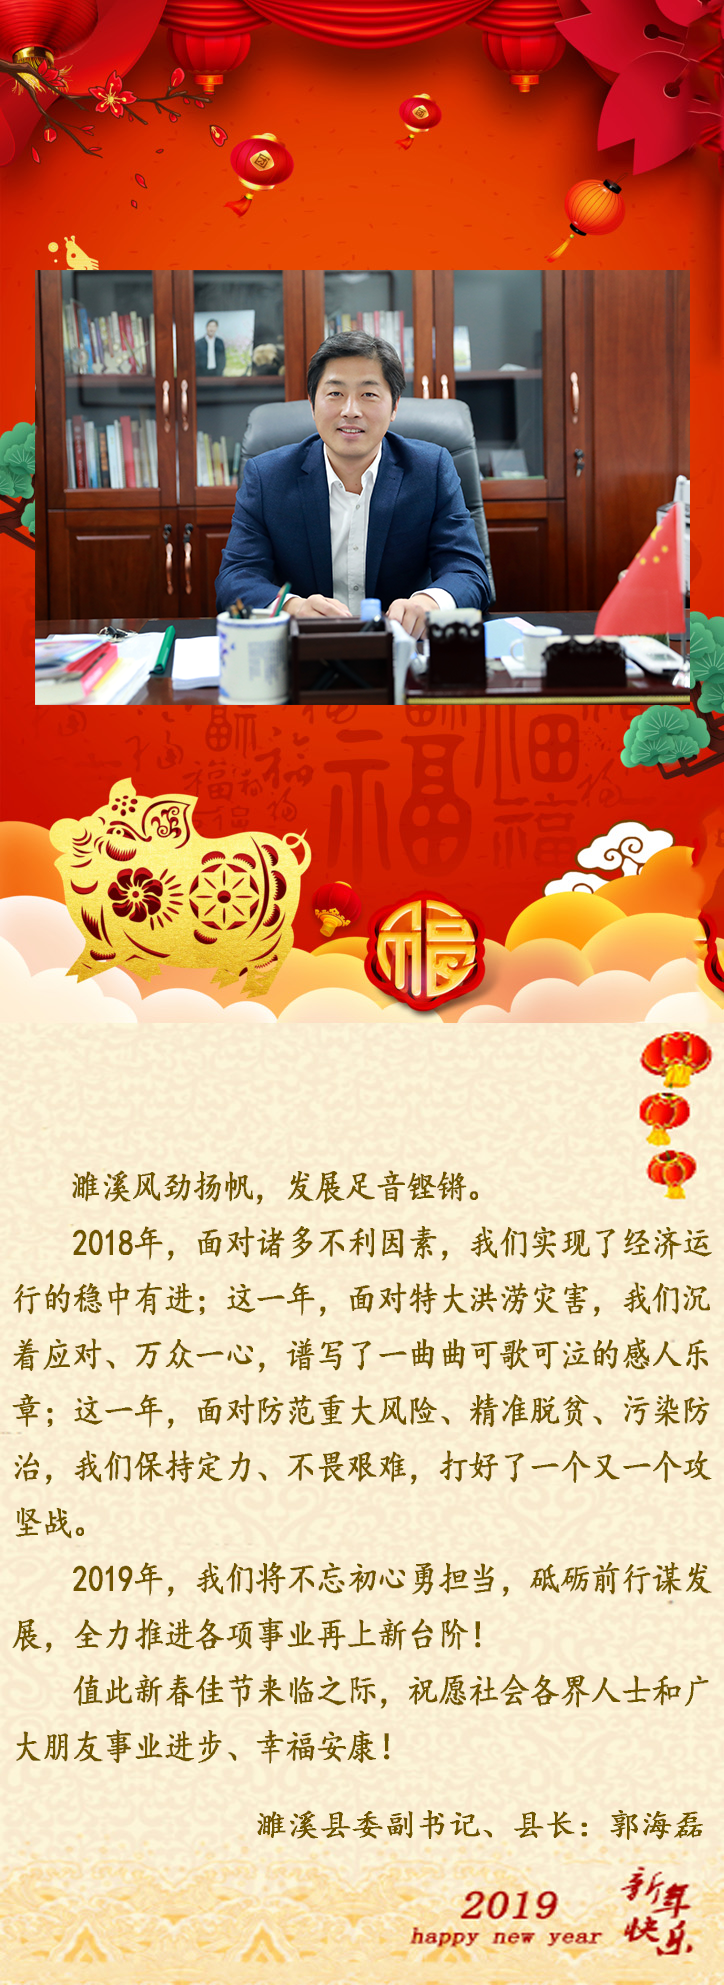 福
福
福
福
福
濉溪风劲扬帆，发展足音铿锵。
2018年，面对诸多不利因素，我们实现了经济运
行的稳中有进；这一年，面对特大洪涝灾害，我们沉
着应对、万众一心，谱写了一曲曲可歌可泣的感人乐
章；这一年，面对防范重大风险、精准脱贫、污染防
治，我们保持定力、不畏艰难，打好了一个又一个攻
坚战。
2019年，我们将不忘初心勇担当，砥砺前行谋发
展，全力推进各项事业再上新台阶！
值此新春佳节来临之际，祝愿社会各界人士和广
大朋友事业进步、幸福安康！
濉溪县委副书记、县长：郭海磊
2019
happy new year
新年
快乐